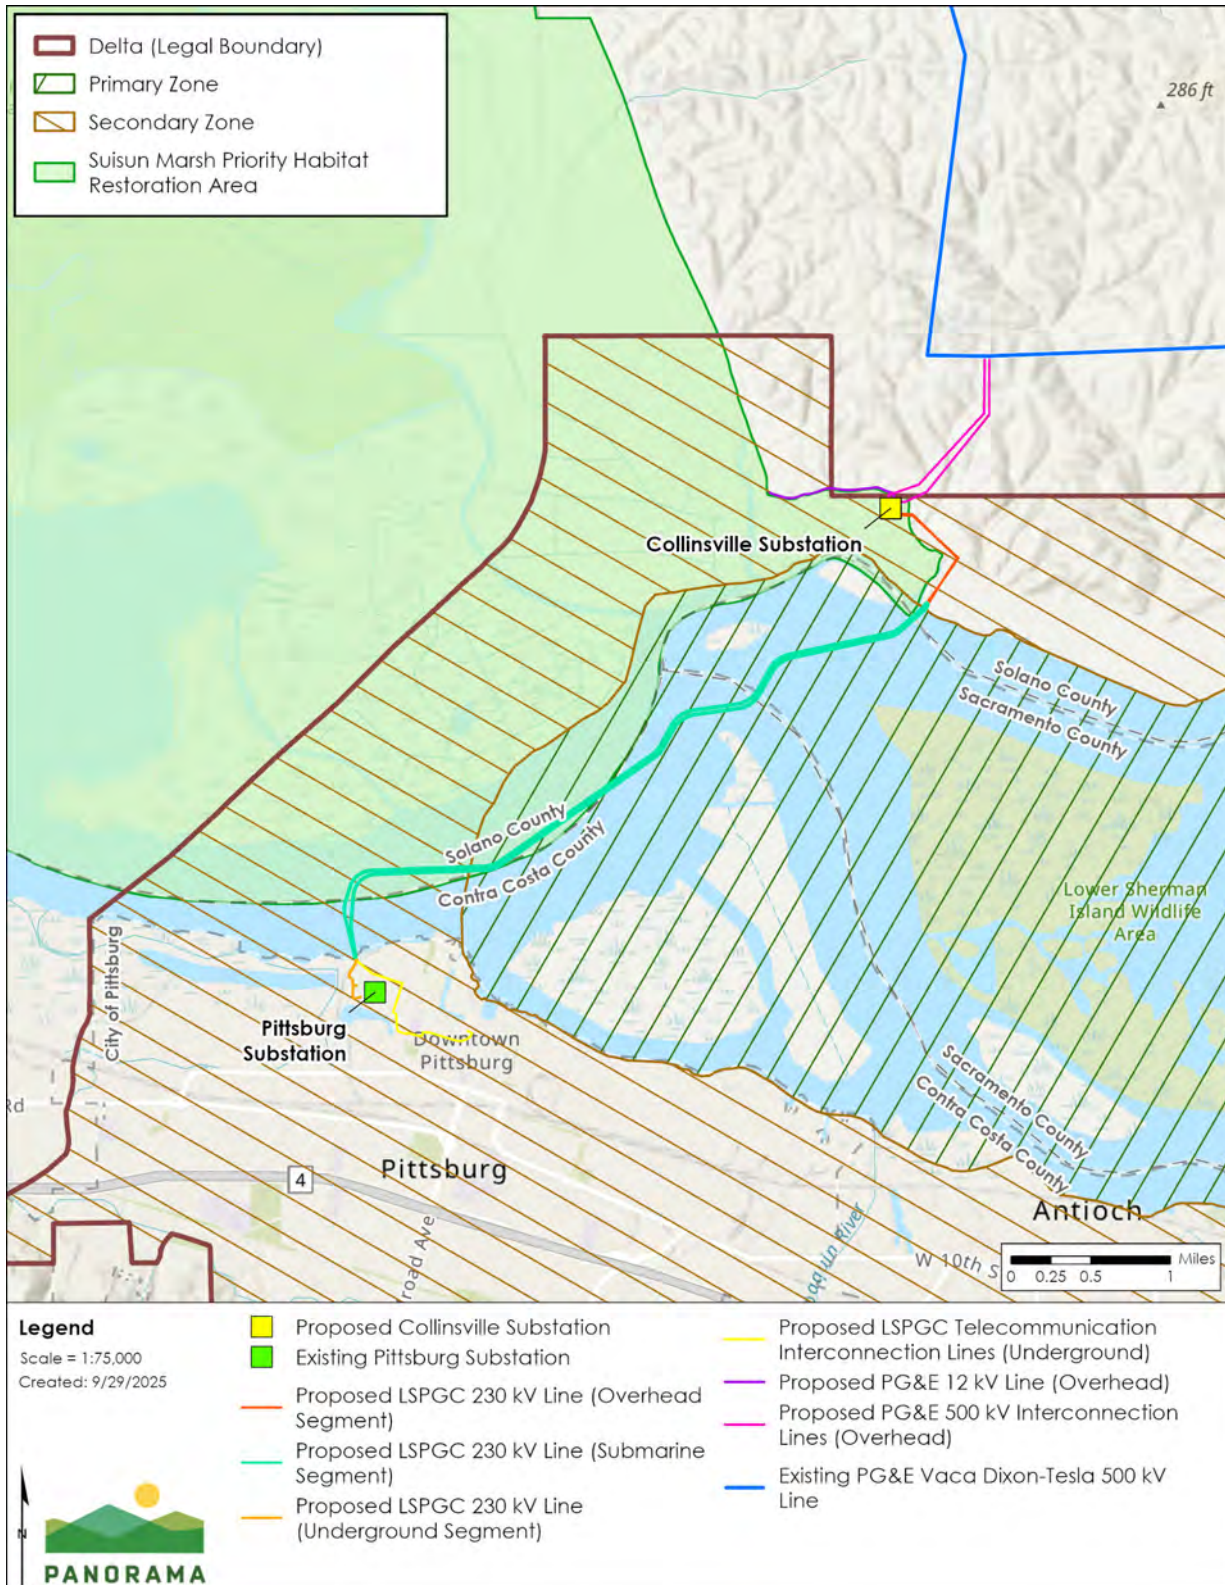 Delta (Legal Boundary)
Primary Zone
Secondary Zone
Suisun Marsh Priority Habitat
Restoration Area
286 ft
Collinsville Substation
Solano County
Sacramento County
Solano County
Contra Costa County
Lower Sherman
Island Wildlife
Area
City of Pittsburg
Pittsburg
Substation
Downtown
Pittsburg
Sacramento County
Contra Costa County
Rd
Pittsburg
4
Antioch
road Ave
River
W 10th S
Miles
0 0.25 0.5 1
Legend
Scale = 1:75,000
Created: 9/29/2025
N
PANORAMA
Proposed Collinsville Substation
Existing Pittsburg Substation
Proposed LSPGC 230 kV Line (Overhead
Segment)
Proposed LSPGC 230 kV Line (Submarine
Segment)
Proposed LSPGC 230 kV Line
(Underground Segment)
Proposed LSPGC Telecommunication
Interconnection Lines (Underground)
Proposed PG&E 12 kV Line (Overhead)
Proposed PG&E 500 kV Interconnection
Lines (Overhead)
Existing PG&E Vaca Dixon-Tesla 500 kV
Line